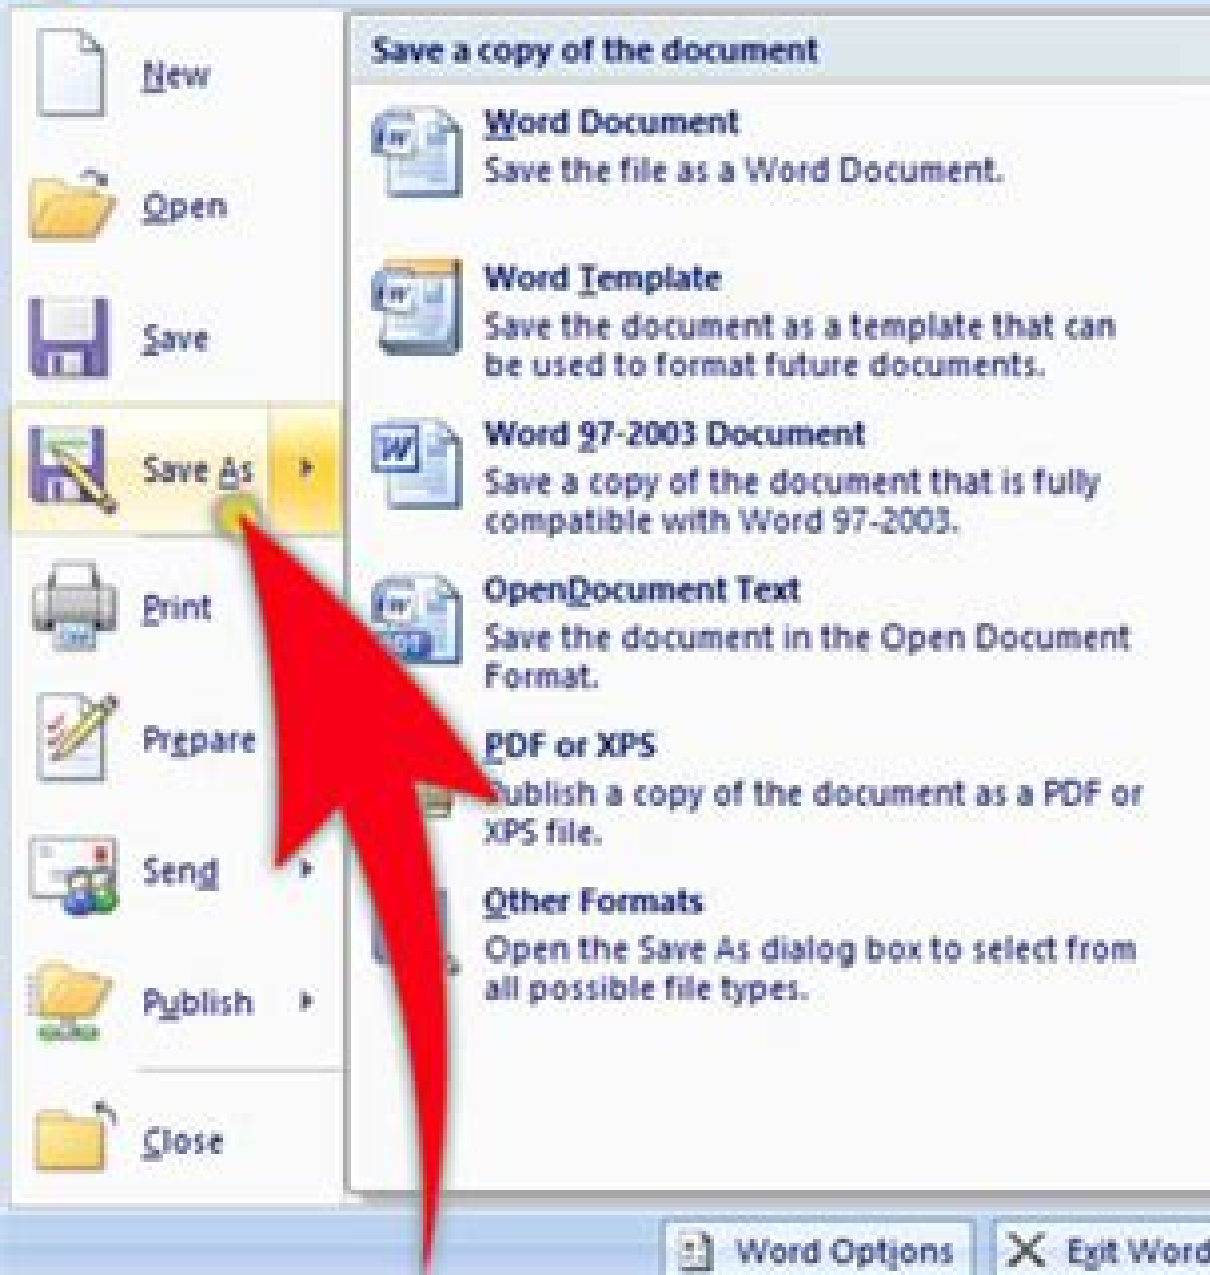 New
Open
Save
Save As
Print
Prepare
Send
Publish
Close
Save a copy of the document
Word Document
Save the file as a Word Document.
Word Template
Save the document as a template that can
be used to format future documents.
Word 97-2003 Document
Save a copy of the document that is fully
compatible with Word 97-2003.
OpenDocument Text
Save the document in the Open Document
Format.
PDF or XPS
Publish a copy of the document as a PDF or
XPS file.
Other Formats
Open the Save As dialog box to select from
all possible file types.
Word Options
Exit Word